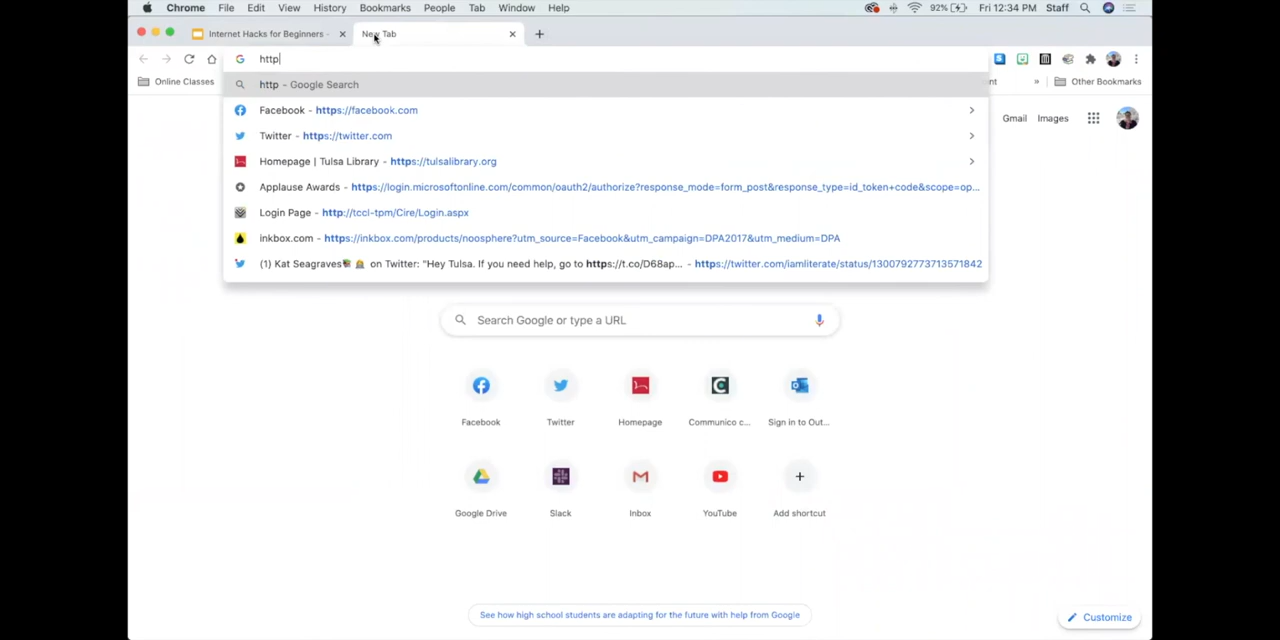 Chrome File Edit View History Bookmarks People Tab Window Help 92% Fri 12:34 PM Staff
Internet Hacks for Beginners - New Tab
http
Online Classes Other Bookmarks
http - Google Search
Facebook - https://facebook.com
Twitter - https://twitter.com
Homepage | Tulsa Library - https://tulsalibrary.org
Applause Awards - https://login.microsoftonline.com/common/oauth2/authorize?response_mode=form_post&response_type=id_token+code&scope=op...
Login Page - http://tccl-tpm/Cire/Login.aspx
inkbox.com - https://inkbox.com/products/noosphere?utm_source=Facebook&utm_campaign=DPA2017&utm_medium=DPA
(1) Kat Seagraves on Twitter: "Hey Tulsa. If you need help, go to https://t.co/D68ap... - https://twitter.com/iamliterate/status/1300792773713571842
Gmail Images
Search Google or type a URL
Facebook Twitter Homepage Communico c... Sign in to Out...
Google Drive Slack Inbox YouTube Add shortcut
See how high school students are adapting for the future with help from Google
Customize